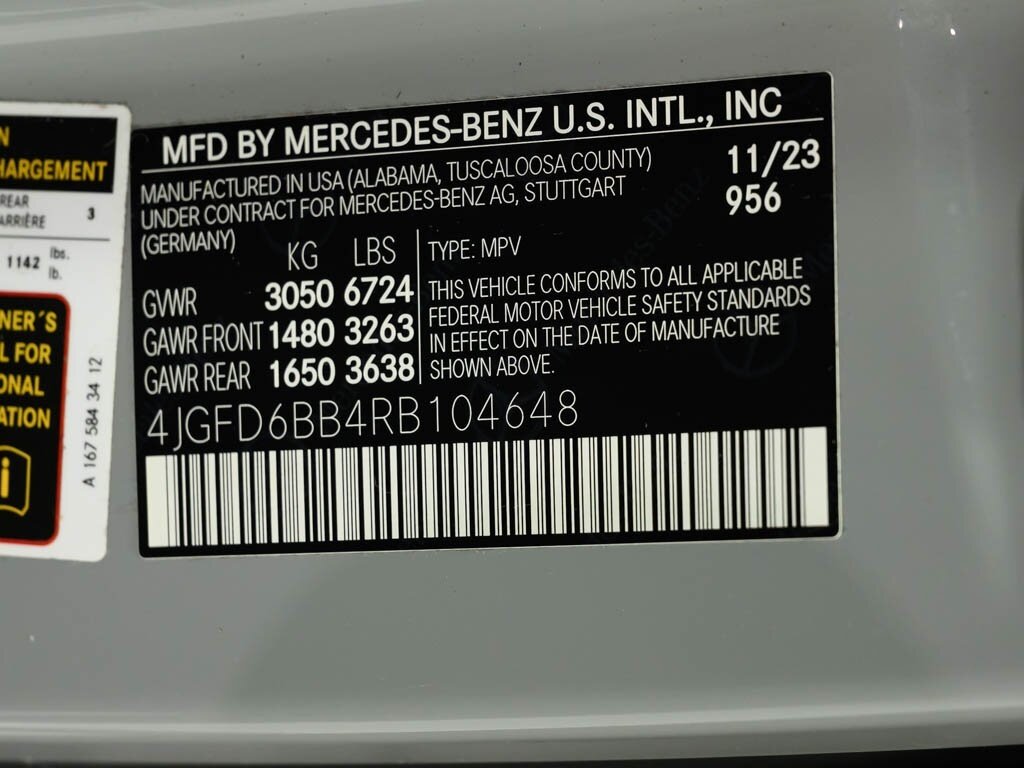 N
HARGEMENT
REAR
ARRIÈRE
3
1142 lbs.
lb.
NER´S
L FOR
ONAL
ATION
i
A 167 584 34 12
MFD BY MERCEDES-BENZ U.S. INTL., INC
MANUFACTURED IN USA (ALABAMA, TUSCALOOSA COUNTY)
UNDER CONTRACT FOR MERCEDES-BENZ AG, STUTTGART
(GERMANY)
11/23
956
KG LBS
GVWR 3050 6724
GAWR FRONT 1480 3263
GAWR REAR 1650 3638
TYPE: MPV
THIS VEHICLE CONFORMS TO ALL APPLICABLE
FEDERAL MOTOR VEHICLE SAFETY STANDARDS
IN EFFECT ON THE DATE OF MANUFACTURE
SHOWN ABOVE.
4JGFD6BB4RB104648